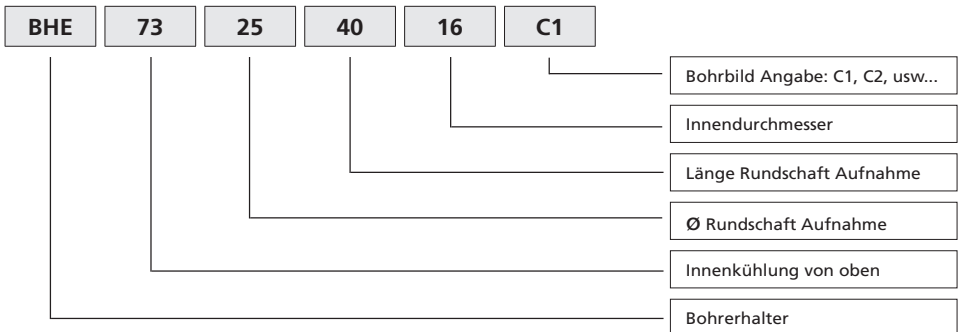 BHE 73 25 40 16 C1
Bohrbild Angabe: C1, C2, usw...
Innendurchmesser
Länge Rundschaft Aufnahme
Ø Rundschaft Aufnahme
Innenkühlung von oben
Bohrerhalter